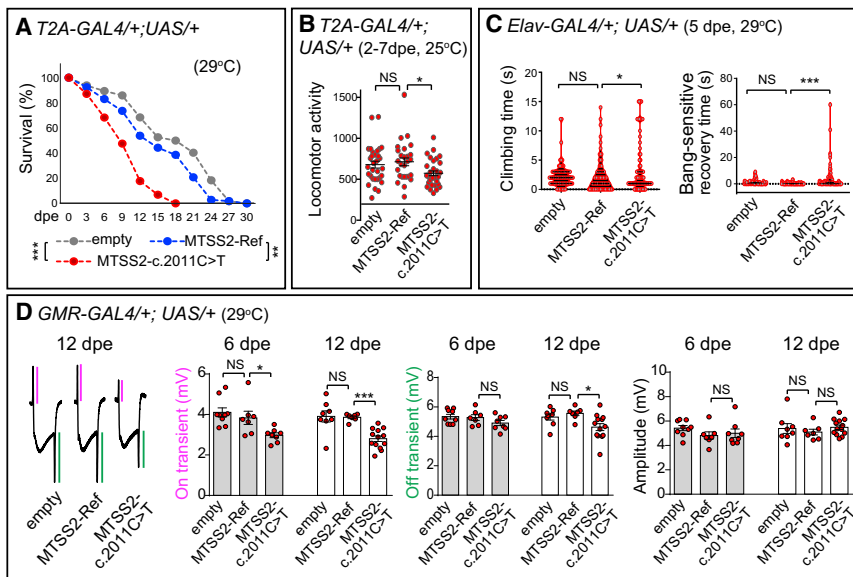 A T2A-GAL4/+;UAS/+
(29°C)
Survival (%)
100
80
60
40
20
0
dpe 0 3 6 9 12 15 18 21 24 27 30
*** empty MTSS2-Ref **
MTSS2-c.2011C>T
B T2A-GAL4/+;
UAS/+ (2-7dpe, 25°C)
NS *
Locomotor activity
1500
1000
500
0
empty
MTSS2-Ref
MTSS2-
c.2011C>T
C Elav-GAL4/+; UAS/+ (5 dpe, 29°C)
Climbing time (s)
NS *
20
15
10
5
0
empty
MTSS2-Ref
MTSS2-
c.2011C>T
Bang-sensitive
recovery time (s)
NS ***
80
60
40
20
0
empty
MTSS2-Ref
MTSS2-
c.2011C>T
D GMR-GAL4/+; UAS/+ (29°C)
12 dpe
empty
MTSS2-Ref
MTSS2-
c.2011C>T
6 dpe 12 dpe
On transient (mV)
NS * NS ***
6
4
2
0
empty
MTSS2-Ref
MTSS2-
c.2011C>T
empty
MTSS2-Ref
MTSS2-
c.2011C>T
6 dpe 12 dpe
Off transient (mV)
NS NS *
8
6
4
2
0
empty
MTSS2-Ref
MTSS2-
c.2011C>T
empty
MTSS2-Ref
MTSS2-
c.2011C>T
6 dpe 12 dpe
Amplitude (mV)
NS NS NS
10
8
6
4
2
0
empty
MTSS2-Ref
MTSS2-
c.2011C>T
empty
MTSS2-Ref
MTSS2-
c.2011C>T